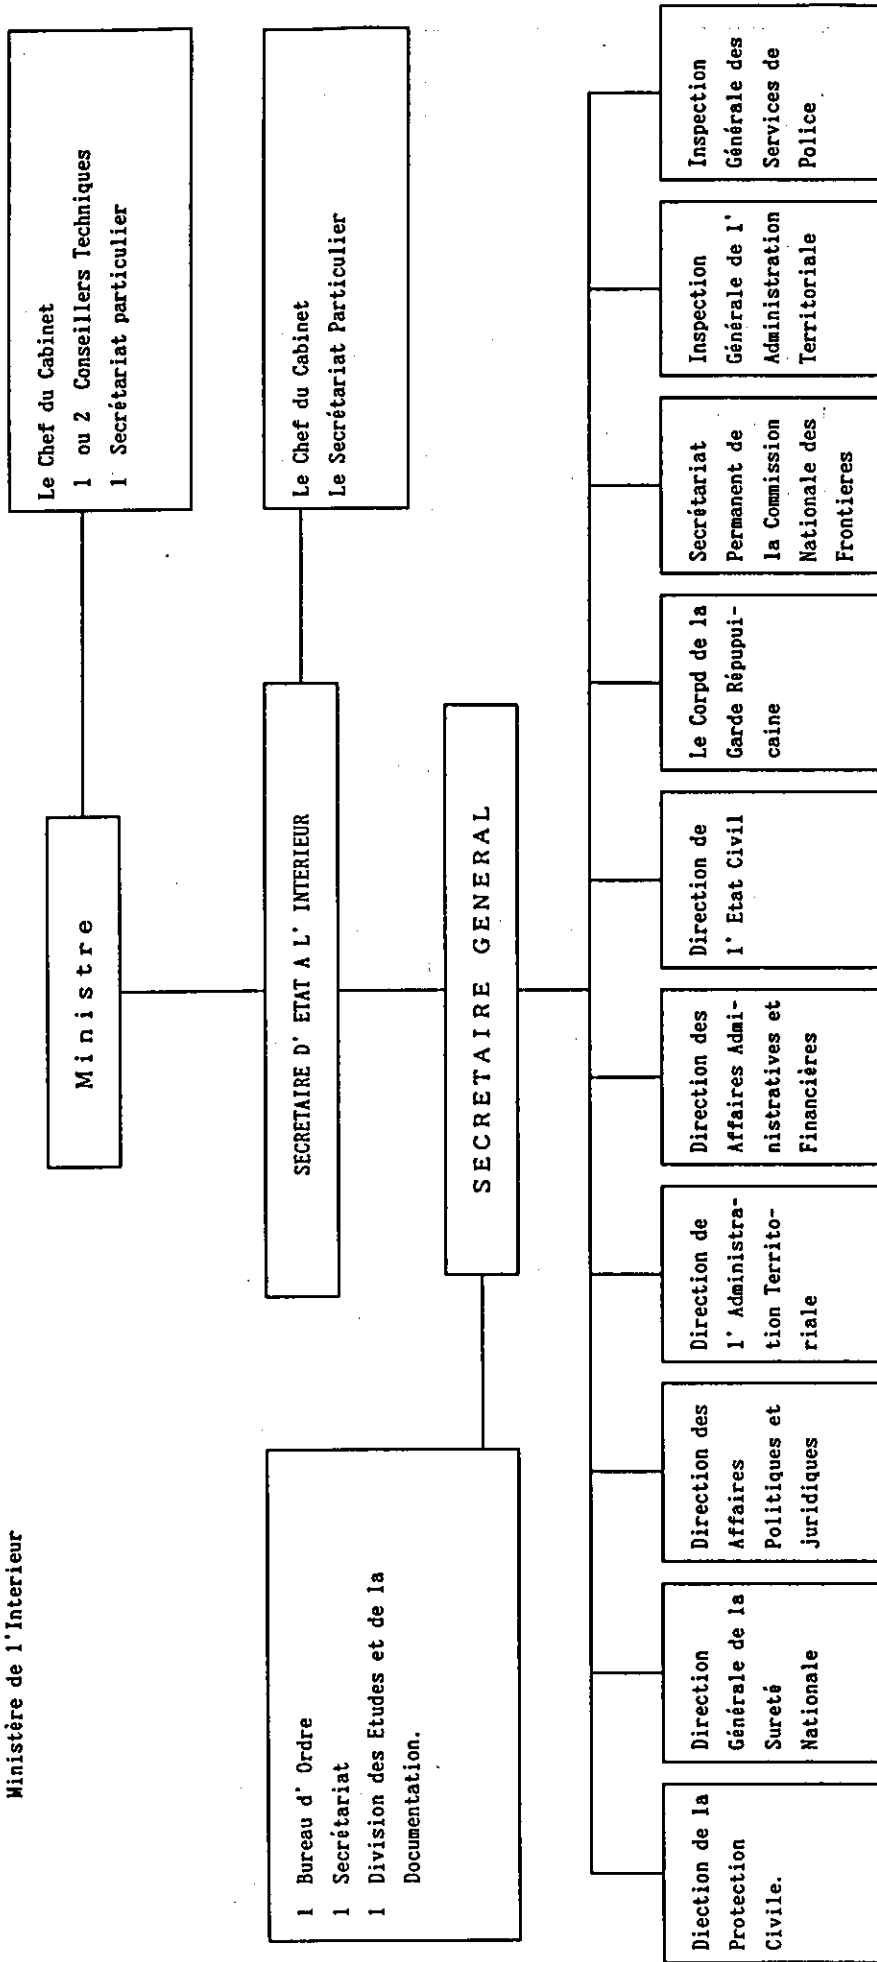 Ministère de l'Interieur
Ministre
Le Chef du Cabinet
1 ou 2 Conseillers Techniques
1 Secrétariat particulier
SECRETAIRE D' ETAT A L' INTERIEUR
Le Chef du Cabinet
Le Secrétariat Particulier
SECRETAIRE GENERAL
1 Bureau d' Ordre
1 Secrétariat
1 Division des Etudes et de la
Documentation.
Diection de la
Protection
Civile.
Direction
Générale de la
Sureté
Nationale
Direction des
Affaires
Politiques et
juridiques
Direction de
l' Administra-
tion Territo-
riale
Direction des
Affaires Admi-
nistratives et
Financières
Direction de
l' Etat Civil
Le Corpd de la
Garde Répupui-
caine
Secrétariat
Permanent de
la Commission
Nationale des
Frontieres
Inspection
Générale de l'
Administration
Territoriale
Inspection
Générale des
Services de
Police